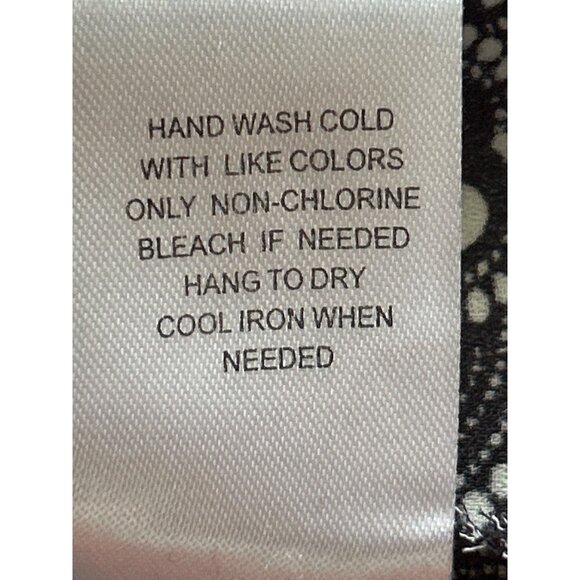 HAND WASH COLD
WITH LIKE COLORS
ONLY NON-CHLORINE
BLEACH IF NEEDED
HANG TO DRY
COOL IRON WHEN
NEEDED